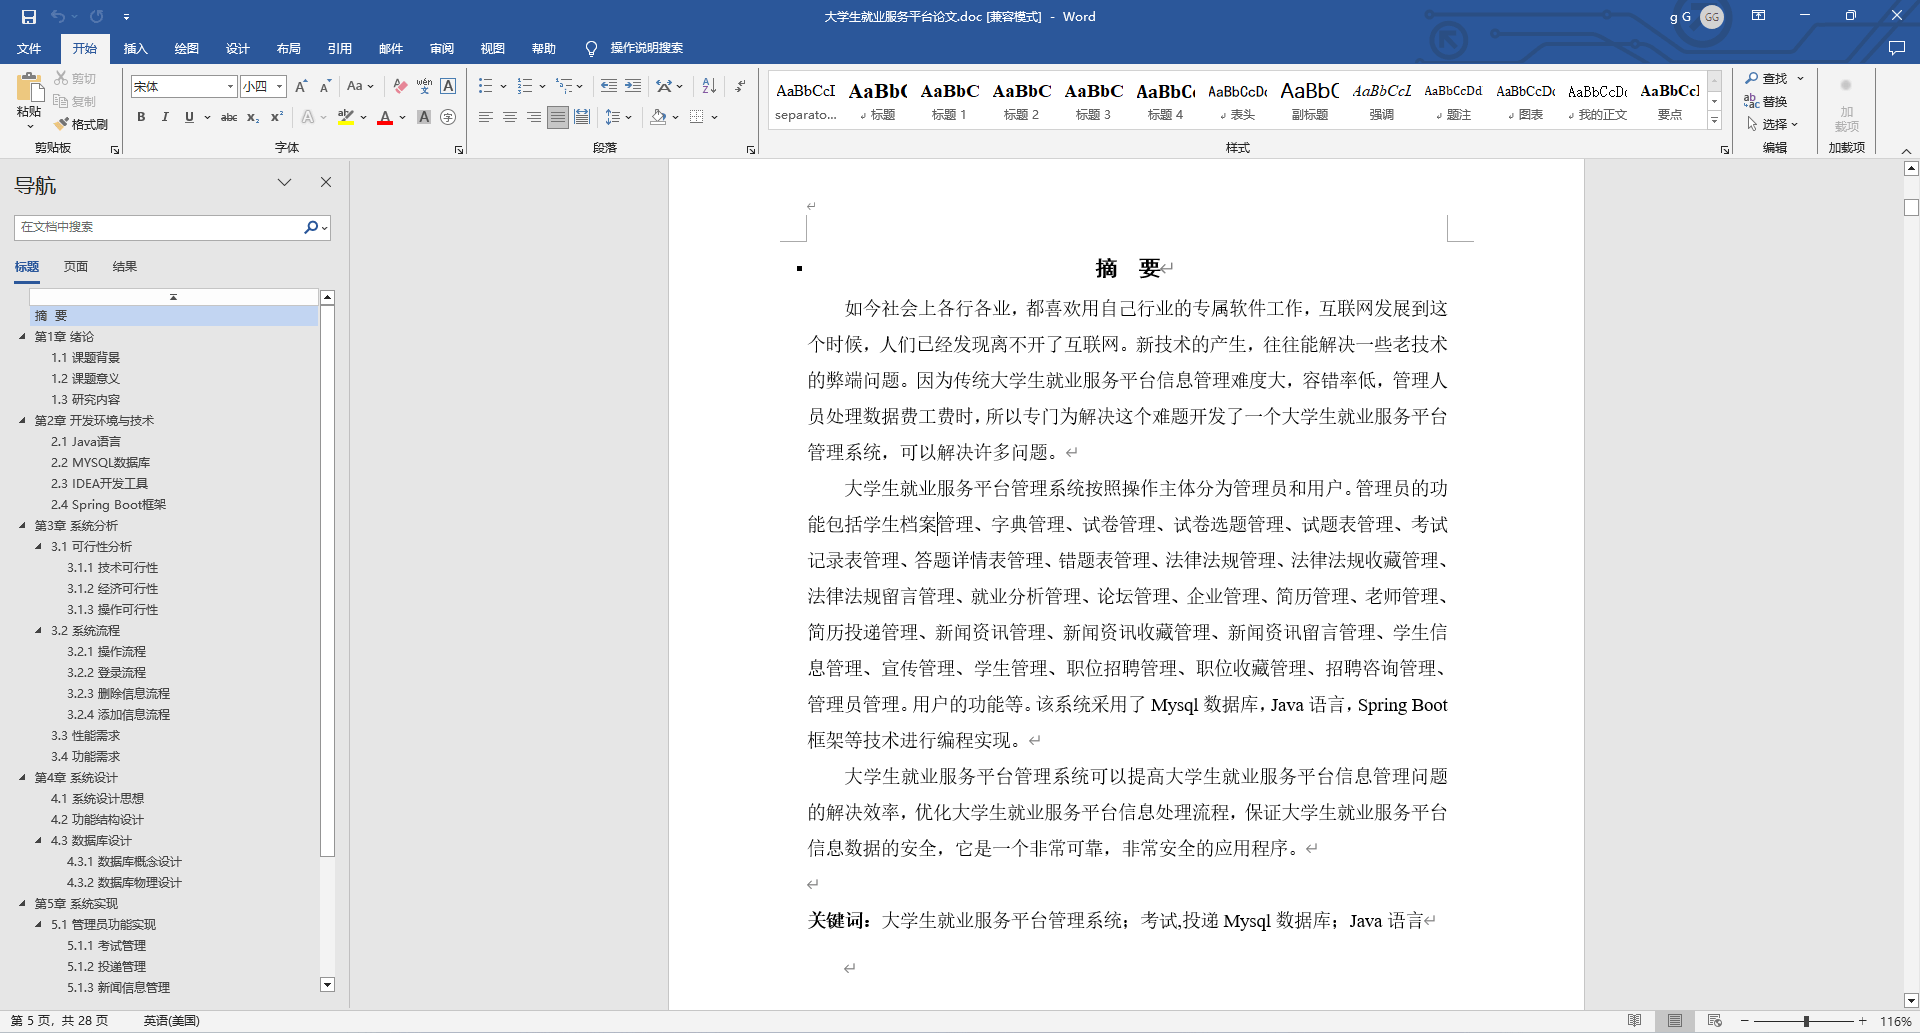 大学生就业服务平台论文.doc [兼容模式] - Word
g G
GG
文件 开始 插入 绘图 设计 布局 引用 邮件 审阅 视图 帮助 操作说明搜索
粘贴
剪切
复制
格式刷
剪贴板
宋体 小四
字体
段落
AaBbCcI AaBb( AaBbC AaBbC AaBbC AaBbC( AaBbCcDc AaBbC AaBbCcL AaBbCcDd AaBbCcDc AaBbCcDc AaBbCcI
separato... 标题 标题 1 标题 2 标题 3 标题 4 表头 副标题 强调 题注 图表 我的正文 要点
样式
查找
替换
选择
编辑
加
载项
加载项
导航
在文档中搜索
标题 页面 结果
摘 要
第1章 绪论
1.1 课题背景
1.2 课题意义
1.3 研究内容
第2章 开发环境与技术
2.1 Java语言
2.2 MYSQL数据库
2.3 IDEA开发工具
2.4 Spring Boot框架
第3章 系统分析
3.1 可行性分析
3.1.1 技术可行性
3.1.2 经济可行性
3.1.3 操作可行性
3.2 系统流程
3.2.1 操作流程
3.2.2 登录流程
3.2.3 删除信息流程
3.2.4 添加信息流程
3.3 性能需求
3.4 功能需求
第4章 系统设计
4.1 系统设计思想
4.2 功能结构设计
4.3 数据库设计
4.3.1 数据库概念设计
4.3.2 数据库物理设计
第5章 系统实现
5.1 管理员功能实现
5.1.1 考试管理
5.1.2 投递管理
5.1.3 新闻信息管理
摘 要
如今社会上各行各业，都喜欢用自己行业的专属软件工作，互联网发展到这
个时候，人们已经发现离不开了互联网。新技术的产生，往往能解决一些老技术
的弊端问题。因为传统大学生就业服务平台信息管理难度大，容错率低，管理人
员处理数据费工费时，所以专门为解决这个难题开发了一个大学生就业服务平台
管理系统，可以解决许多问题。
大学生就业服务平台管理系统按照操作主体分为管理员和用户。管理员的功
能包括学生档案管理、字典管理、试卷管理、试卷选题管理、试题表管理、考试
记录表管理、答题详情表管理、错题表管理、法律法规管理、法律法规收藏管理、
法律法规留言管理、就业分析管理、论坛管理、企业管理、简历管理、老师管理、
简历投递管理、新闻资讯管理、新闻资讯收藏管理、新闻资讯留言管理、学生信
息管理、宣传管理、学生管理、职位招聘管理、职位收藏管理、招聘咨询管理、
管理员管理。用户的功能等。该系统采用了 Mysql 数据库，Java 语言，Spring Boot
框架等技术进行编程实现。
大学生就业服务平台管理系统可以提高大学生就业服务平台信息管理问题
的解决效率，优化大学生就业服务平台信息处理流程，保证大学生就业服务平台
信息数据的安全，它是一个非常可靠，非常安全的应用程序。
关键词：大学生就业服务平台管理系统；考试,投递 Mysql 数据库；Java 语言
第 5 页，共 28 页 英语(美国)
116%